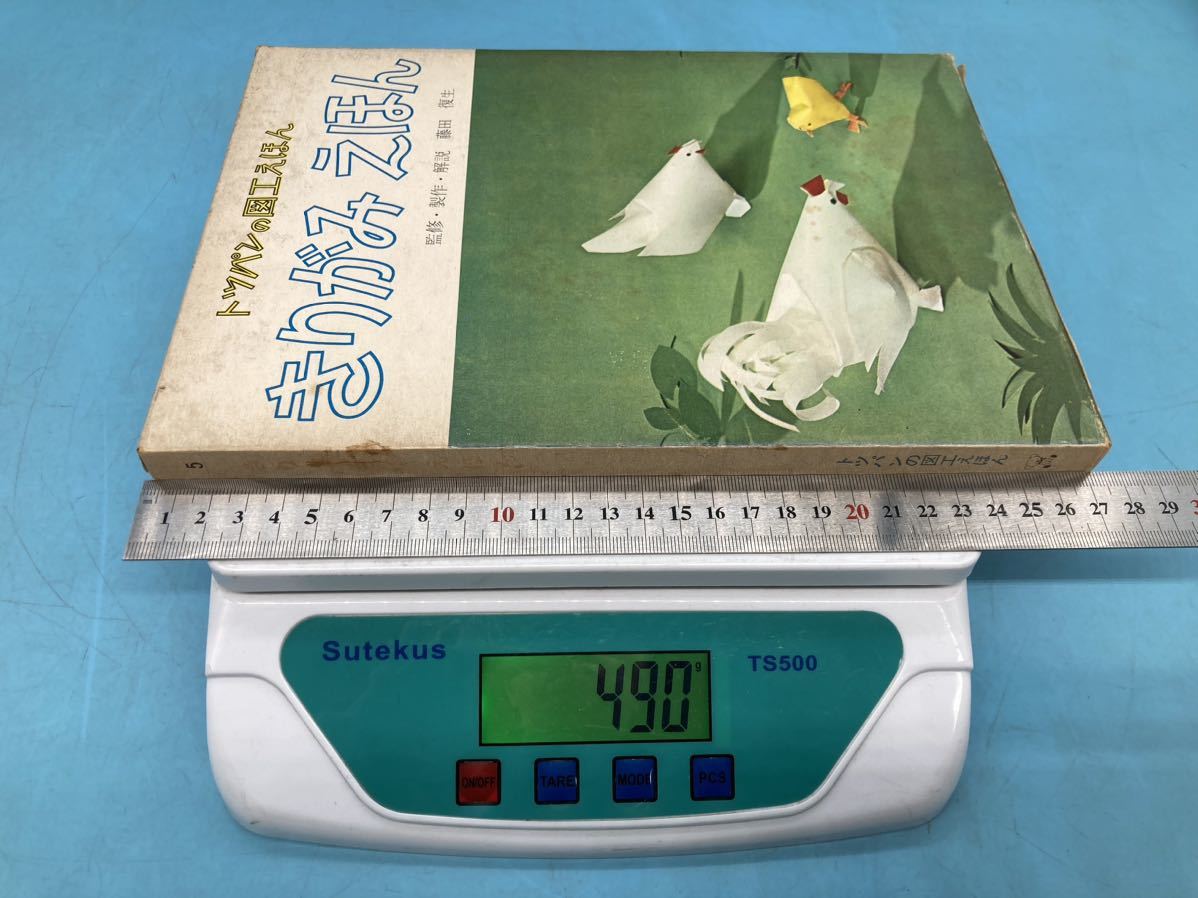 トッパンの図工えほん
きりがみ えほん
監修・製作・解説 藤田 復生
5
トッパンの図工えほん
1 2 3 4 5 6 7 8 9 10 11 12 13 14 15 16 17 18 19 20 21 22 23 24 25 26 27 28 29 3
Sutekus
490 g
TS500
ON/OFF TARE MODE PCS